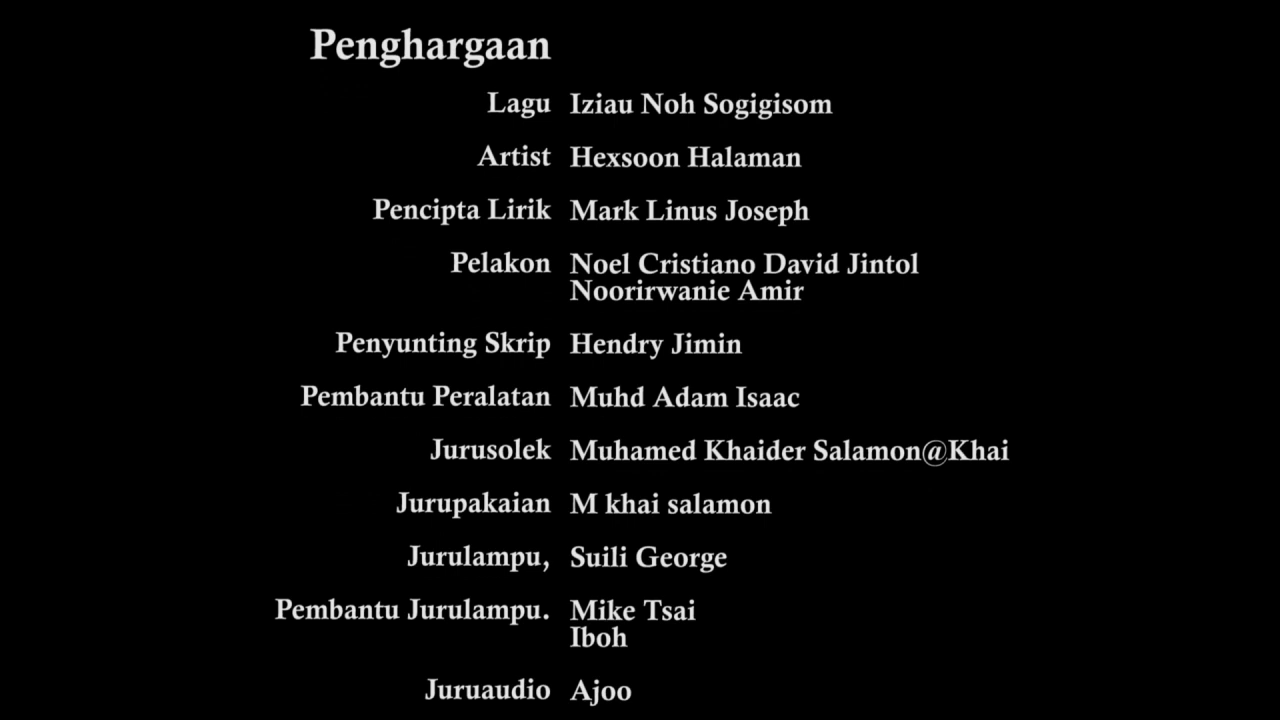 Penghargaan
Lagu Iziau Noh Sogigisom
Artist Hexsoon Halaman
Pencipta Lirik Mark Linus Joseph
Pelakon Noel Cristiano David Jintol
Noorirwanie Amir
Penyunting Skrip Hendry Jimin
Pembantu Peralatan Muhd Adam Isaac
Jurusolek Muhamed Khaider Salamon@Khai
Jurupakaian M khai salamon
Jurulampu, Suili George
Pembantu Jurulampu. Mike Tsai
Iboh
Juruaudio Ajoo